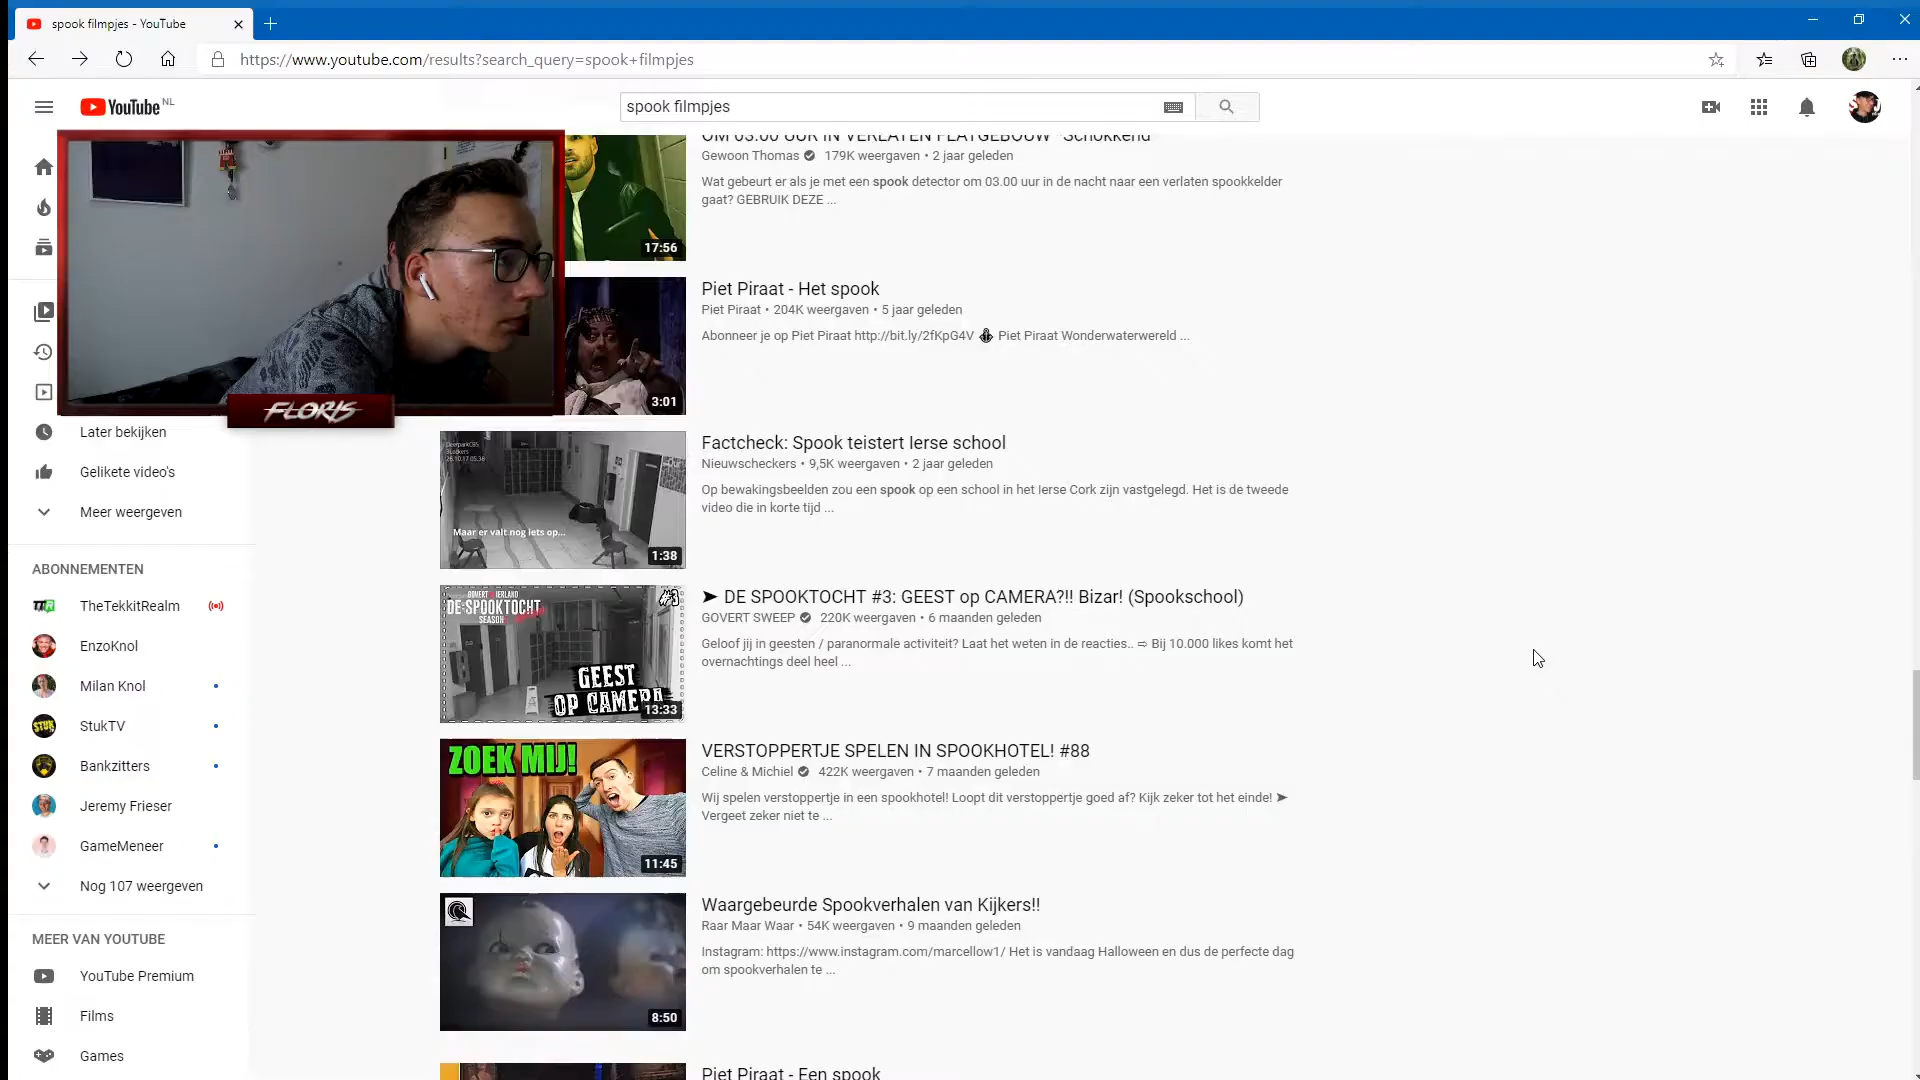 spook filmpjes - YouTube
https://www.youtube.com/results?search_query=spook+filmpjes
YouTube NL
spook filmpjes
OM 03.00 UUR IN VERLATEN FLATGEBOUW *Schokkend*
Gewoon Thomas 179K weergaven • 2 jaar geleden
Wat gebeurt er als je met een spook detector om 03.00 uur in de nacht naar een verlaten spookkelder
gaat? GEBRUIK DEZE ...
17:56
Piet Piraat - Het spook
Piet Piraat • 204K weergaven • 5 jaar geleden
Abonneer je op Piet Piraat http://bit.ly/2fKpG4V Piet Piraat Wonderwaterwereld ...
3:01
FLORIS
Later bekijken
Gelikete video's
Meer weergeven
Factcheck: Spook teistert Ierse school
Nieuwscheckers • 9,5K weergaven • 2 jaar geleden
Op bewakingsbeelden zou een spook op een school in het Ierse Cork zijn vastgelegd. Het is de tweede
video die in korte tijd ...
DeerparkCBS
Maar er valt nog iets op...
1:38
ABONNEMENTEN
TheTekkitRealm
EnzoKnol
Milan Knol
StukTV
Bankzitters
Jeremy Frieser
GameMeneer
Nog 107 weergeven
➤ DE SPOOKTOCHT #3: GEEST op CAMERA?!! Bizar! (Spookschool)
GOVERT SWEEP 220K weergaven • 6 maanden geleden
Geloof jij in geesten / paranormale activiteit? Laat het weten in de reacties.. ⇨ Bij 10.000 likes komt het
overnachtings deel heel ...
DE SPOOKTOCHT
SEASON
#3
GEEST
OP CAMERA
13:33
VERSTOPPERTJE SPELEN IN SPOOKHOTEL! #88
Celine & Michiel 422K weergaven • 7 maanden geleden
Wij spelen verstoppertje in een spookhotel! Loopt dit verstoppertje goed af? Kijk zeker tot het einde! ➤
Vergeet zeker niet te ...
ZOEK MIJ!
11:45
Waargebeurde Spookverhalen van Kijkers!!
Raar Maar Waar • 54K weergaven • 9 maanden geleden
Instagram: https://www.instagram.com/marcellow1/ Het is vandaag Halloween en dus de perfecte dag
om spookverhalen te ...
8:50
MEER VAN YOUTUBE
YouTube Premium
Films
Games
Piet Piraat - Een spook